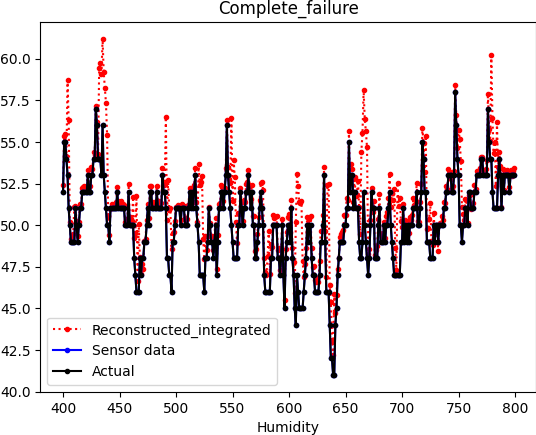 Complete_failure
60.0
57.5
55.0
52.5
50.0
47.5
45.0
42.5
40.0
Reconstructed_integrated
Sensor data
Actual
400 450 500 550 600 650 700 750 800
Humidity